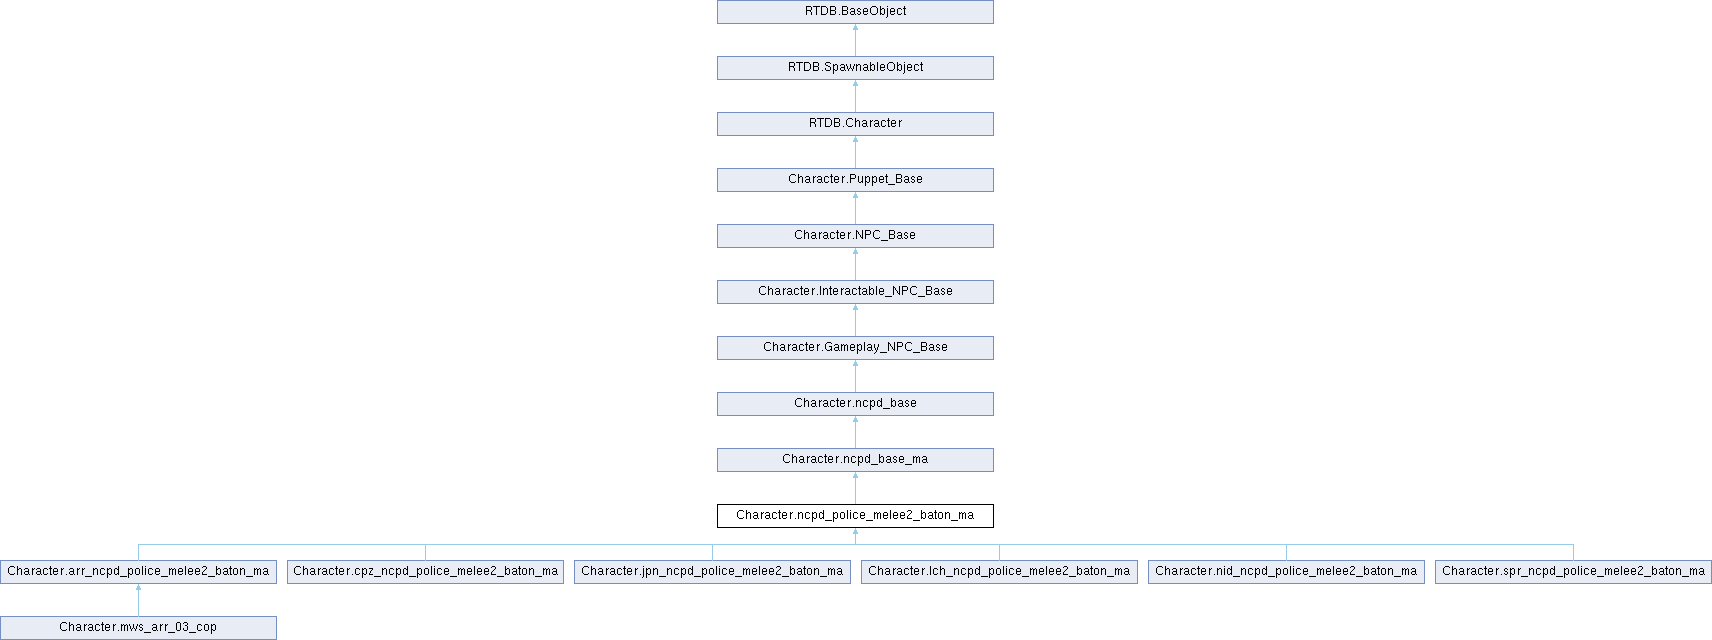 RTDB.BaseObject
RTDB.SpawnableObject
RTDB.Character
Character.Puppet_Base
Character.NPC_Base
Character.Interactable_NPC_Base
Character.Gameplay_NPC_Base
Character.ncpd_base
Character.ncpd_base_ma
Character.ncpd_police_melee2_baton_ma
Character.arr_ncpd_police_melee2_baton_ma Character.cpz_ncpd_police_melee2_baton_ma Character.jpn_ncpd_police_melee2_baton_ma Character.lch_ncpd_police_melee2_baton_ma Character.nid_ncpd_police_melee2_baton_ma Character.spr_ncpd_police_melee2_baton_ma
Character.mws_arr_03_cop